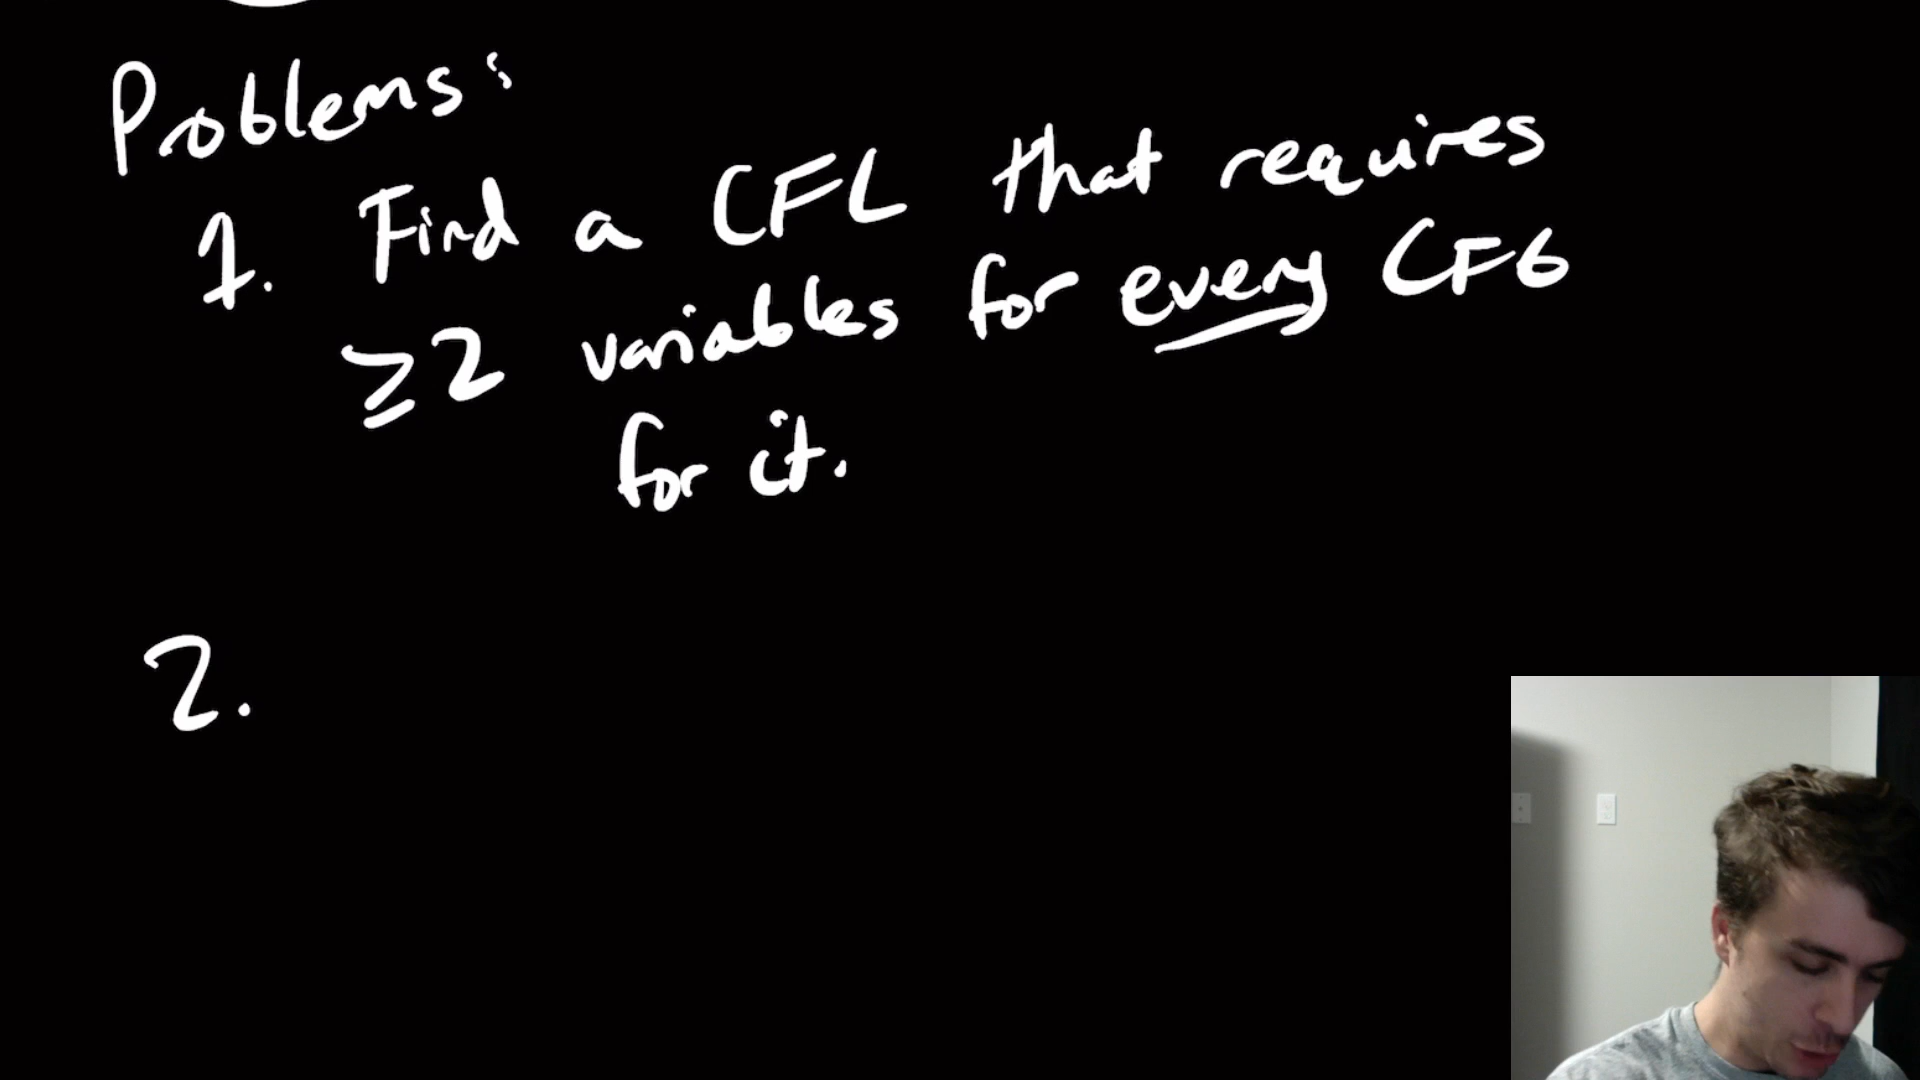 Problems:
1. Find a CFL that requires
≥2 variables for every CFG
for it.
2.